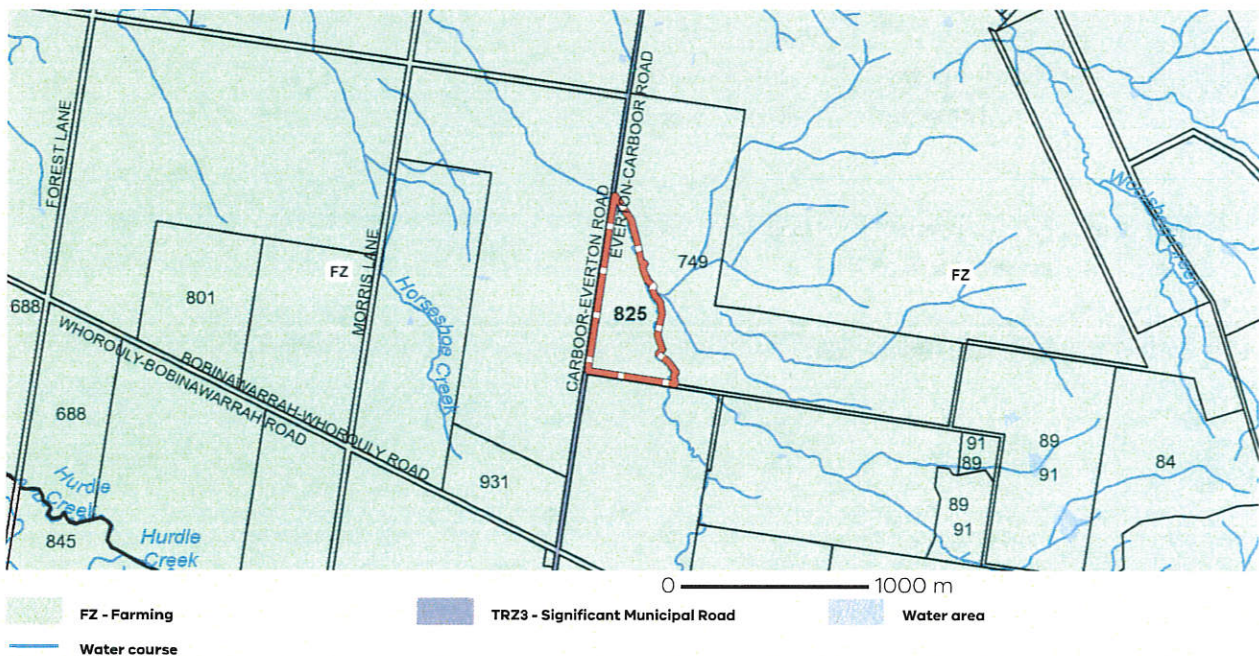 FOREST LANE
MORRIS LANE
CARBOOR-EVERTON ROAD
EVERTON-CARBOOR ROAD
FZ
749
FZ
801
688
825
Horseshoe Creek
WHOROULY-BOBINAWARRAH ROAD
BOBINAWARRAH-WHOROULY ROAD
688
931
91
89
89
91
84
89
91
Hurdle
Creek
845
Hurdle
Creek
0 1000 m
FZ - Farming
TRZ3 - Significant Municipal Road
Water area
Water course